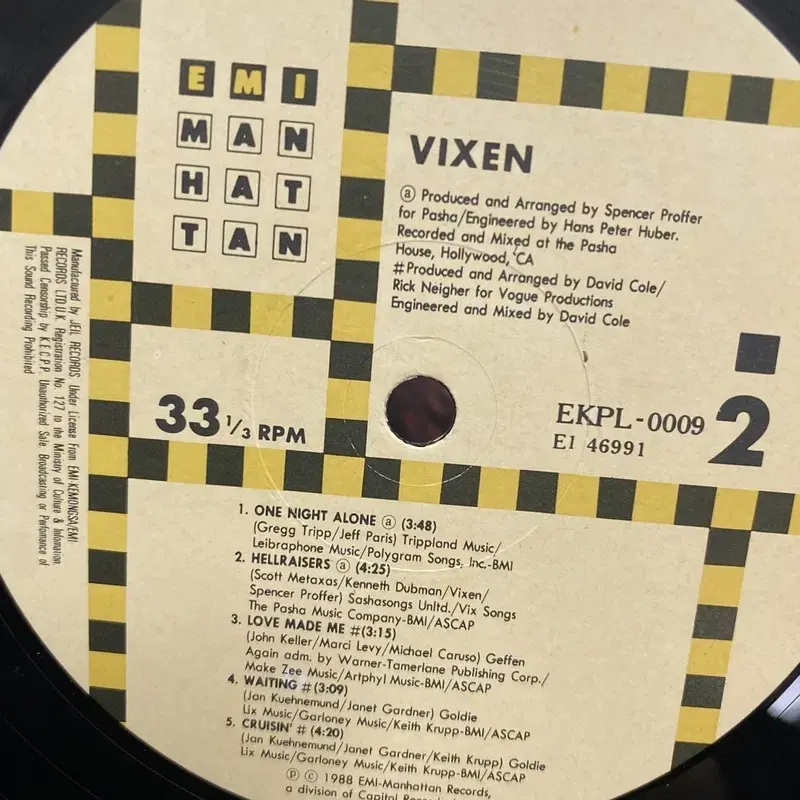 EMI
MAN
HAT
TAN
VIXEN
ⓐ Produced and Arranged by Spencer Proffer
for Pasha/Engineered by Hans Peter Huber.
Recorded and Mixed at the Pasha
House, Hollywood, CA
#Produced and Arranged by David Cole/
Rick Neigher for Vogue Productions
Engineered and Mixed by David Cole
33 1/3 RPM
EKPL-0009
E1 46991
2
1. ONE NIGHT ALONE ⓐ (3:48)
(Gregg Tripp/Jeff Paris) Trippland Music/
Leibraphone Music/Polygram Songs, Inc.-BMI
2. HELLRAISERS ⓐ (4:25)
(Scott Metaxas/Kenneth Dubman/Vixen/
Spencer Proffer) Sashasongs Unltd./Vix Songs
The Pasha Music Company-BMI/ASCAP
3. LOVE MADE ME #(3:15)
(John Keller/Marci Levy/Michael Caruso) Geffen
Again adm. by Warner-Tamerlane Publishing Corp./
Make Zee Music/Artphyl Music-BMI/ASCAP
4. WAITING #(3:09)
(Jan Kuehnemund/Janet Gardner) Goldie
Lix Music/Garloney Music/Keith Krupp-BMI/ASCAP
5. CRUISIN' # (4:20)
(Jan Kuehnemund/Janet Gardner/Keith Krupp) Goldie
Lix Music/Garloney Music/Keith Krupp-BMI/ASCAP
ⓟ ⓒ 1988 EMI-Manhattan Records,
a division of Capitol
Manufactured by JEIL RECORDS Under License From EMI-KEMONGSA/EMI
RECORDS LTD.U.K. Registration No. 127 to the Ministry of Culture & Infomation.
Passed Censorship by K.E.C.P.P. Unauthorized Sale, Broadcasting or Perfomance of
This Sound Recording Prohibited